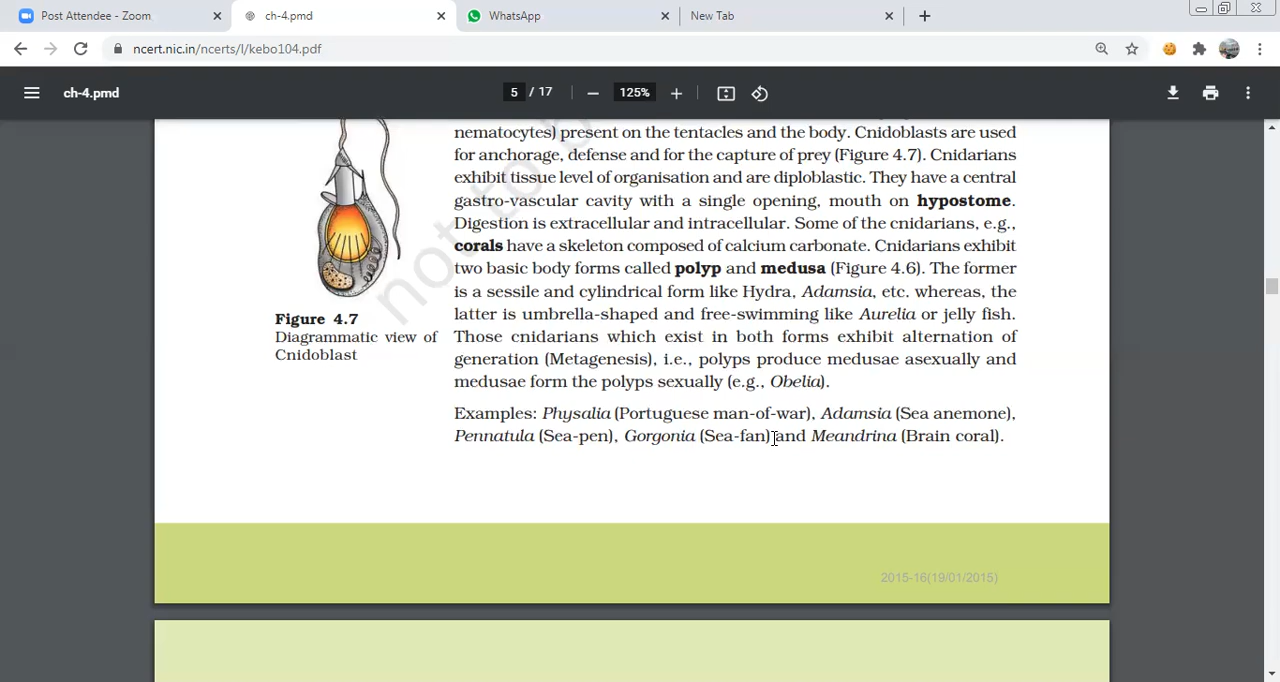 Post Attendee - Zoom
ch-4.pmd
WhatsApp
New Tab
ncert.nic.in/ncerts/l/kebo104.pdf
ch-4.pmd
5 / 17
125%
nematocytes) present on the tentacles and the body. Cnidoblasts are used
for anchorage, defense and for the capture of prey (Figure 4.7). Cnidarians
exhibit tissue level of organisation and are diploblastic. They have a central
gastro-vascular cavity with a single opening, mouth on hypostome.
Digestion is extracellular and intracellular. Some of the cnidarians, e.g.,
corals have a skeleton composed of calcium carbonate. Cnidarians exhibit
two basic body forms called polyp and medusa (Figure 4.6). The former
is a sessile and cylindrical form like Hydra, Adamsia, etc. whereas, the
latter is umbrella-shaped and free-swimming like Aurelia or jelly fish.
Those cnidarians which exist in both forms exhibit alternation of
generation (Metagenesis), i.e., polyps produce medusae asexually and
medusae form the polyps sexually (e.g., Obelia).
Examples: Physalia (Portuguese man-of-war), Adamsia (Sea anemone),
Pennatula (Sea-pen), Gorgonia (Sea-fan) and Meandrina (Brain coral).
Figure 4.7
Diagrammatic view of
Cnidoblast
not to b
2015-16(19/01/2015)